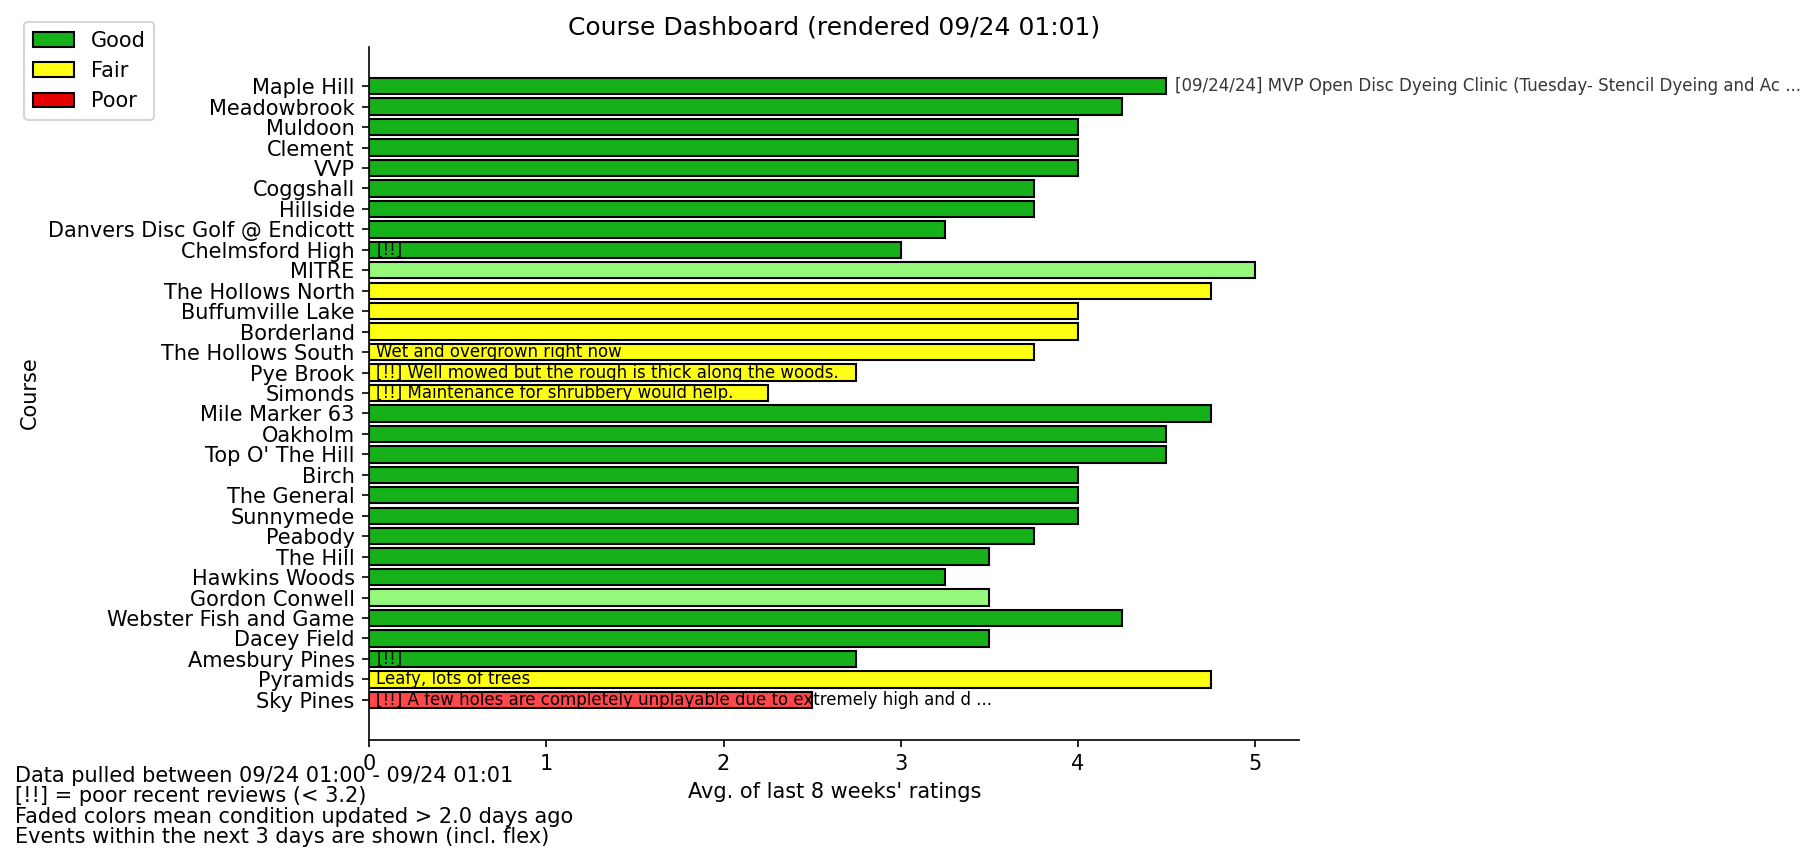 Course Dashboard (rendered 09/24 01:01)
Good
Fair
Poor
Maple Hill [09/24/24] MVP Open Disc Dyeing Clinic (Tuesday- Stencil Dyeing and Ac ...
Meadowbrook
Muldoon
Clement
VVP
Coggshall
Hillside
Danvers Disc Golf @ Endicott
Chelmsford High [!!]
MITRE
The Hollows North
Buffumville Lake
Borderland
The Hollows South Wet and overgrown right now
Pye Brook [!!] Well mowed but the rough is thick along the woods.
Simonds [!!] Maintenance for shrubbery would help.
Mile Marker 63
Oakholm
Top O' The Hill
Birch
The General
Sunnymede
Peabody
The Hill
Hawkins Woods
Gordon Conwell
Webster Fish and Game
Dacey Field
Amesbury Pines [!!]
Pyramids Leafy, lots of trees
Sky Pines [!!] A few holes are completely unplayable due to extremely high and d ...
Course
0 1 2 3 4 5
Avg. of last 8 weeks' ratings
Data pulled between 09/24 01:00 - 09/24 01:01
[!!] = poor recent reviews (< 3.2)
Faded colors mean condition updated > 2.0 days ago
Events within the next 3 days are shown (incl. flex)